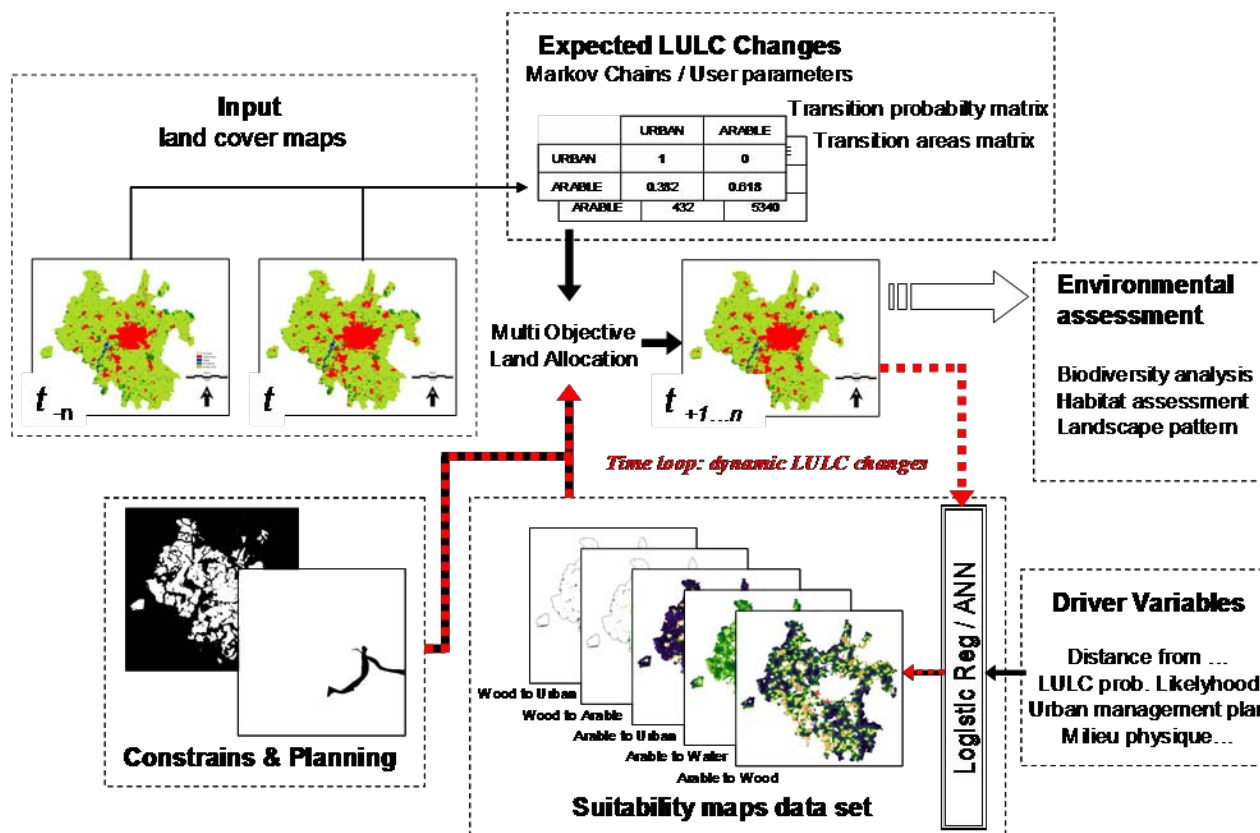 Expected LULC Changes
Markov Chains / User parameters
Transition probabilty matrix
Transition areas matrix
URBAN ARABLE
URBAN 1 0
ARABLE 0.382 0.618
ARABLE 432 5340
E
Input
land cover maps
t -n
t
Multi Objective
Land Allocation
t +1...n
Environmental
assessment
Biodiversity analysis
Habitat assessment
Landscape pattern
Time loop: dynamic LULC changes
Constrains & Planning
Wood to Urban
Wood to Arable
Arable to Urban
Arable to Water
Arable to Wood
Suitability maps data set
Logistic Reg / ANN
Driver Variables
Distance from ...
LULC prob. Likelyhood
Urban management plan
Milieu physique...